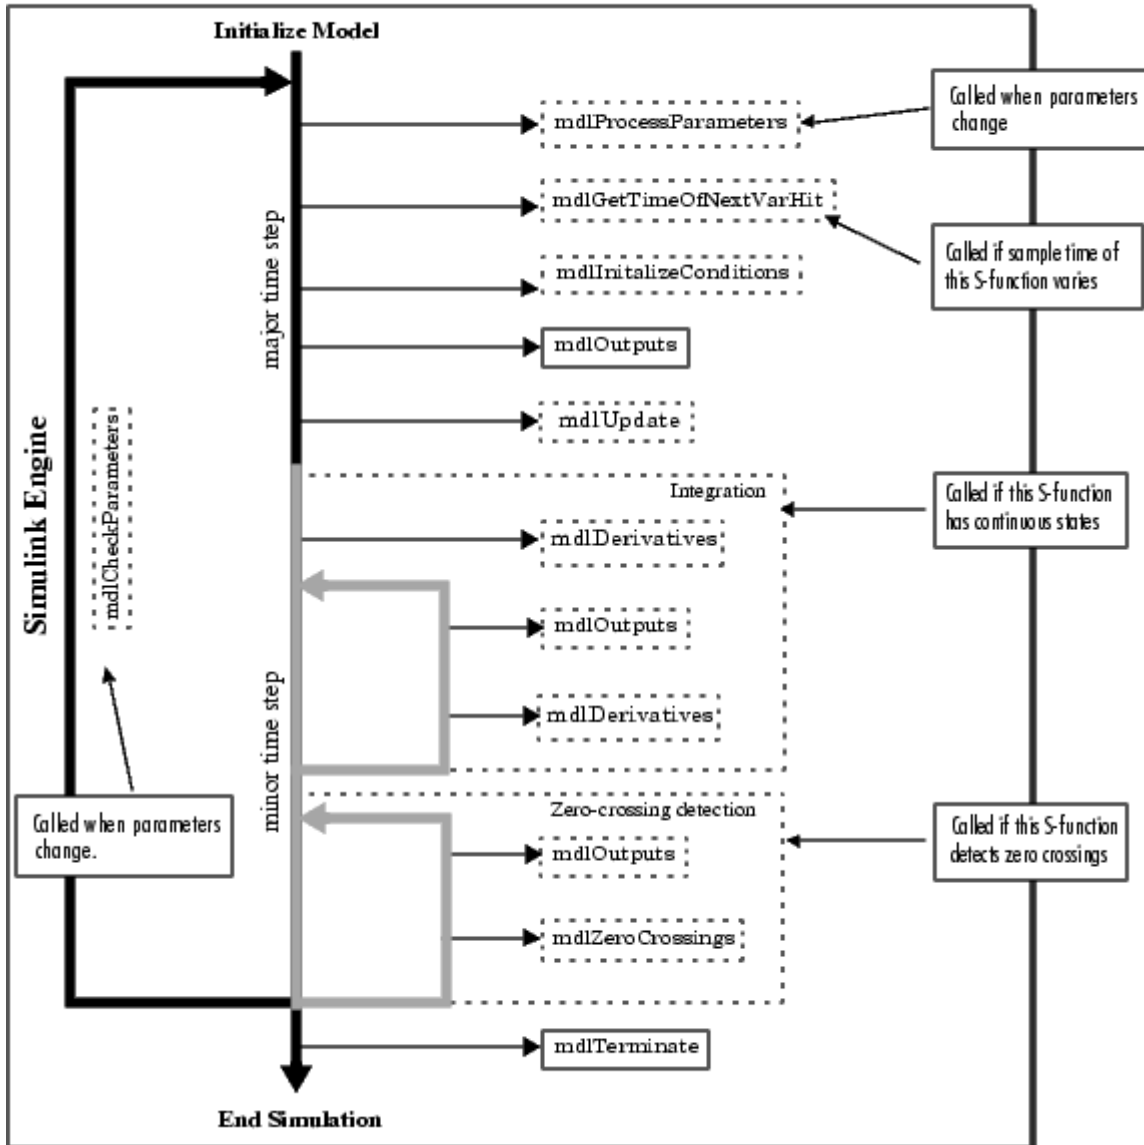 Initialize Model
mdlProcessParameters
Called when parameters
change
mdlGetTimeOfNextVarHit
Called if sample time of
this S-function varies
mdlInitalizeConditions
major time step
mdlOutputs
mdlUpdate
Simulink Engine
mdlCheckParameters
Integration
Called if this S-function
has continuous states
mdlDerivatives
mdlOutputs
mdlDerivatives
minor time step
Called when parameters
change.
Zero-crossing detection
Called if this S-function
detects zero crossings
mdlOutputs
mdlZeroCrossings
mdlTerminate
End Simulation